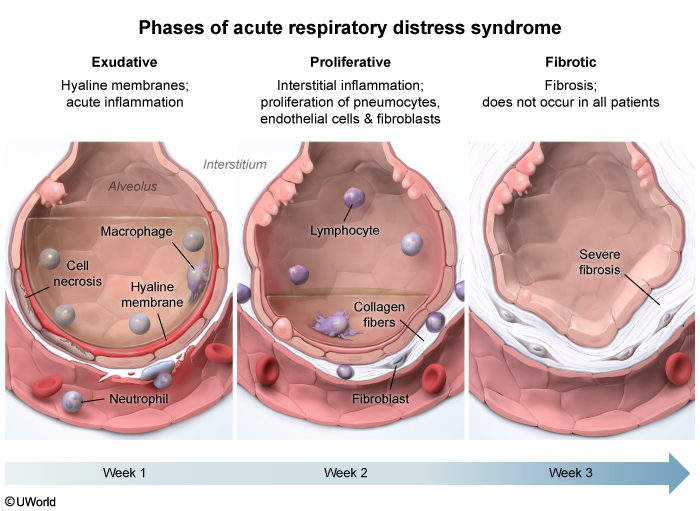 Phases of acute respiratory distress syndrome
Exudative
Hyaline membranes;
acute inflammation
Proliferative
Interstitial inflammation;
proliferation of pneumocytes,
endothelial cells & fibroblasts
Fibrotic
Fibrosis;
does not occur in all patients
Interstitium
Alveolus
Macrophage
Cell
necrosis
Hyaline
membrane
Neutrophil
Lymphocyte
Collagen
fibers
Fibroblast
Severe
fibrosis
Week 1
Week 2
Week 3
©UWorld